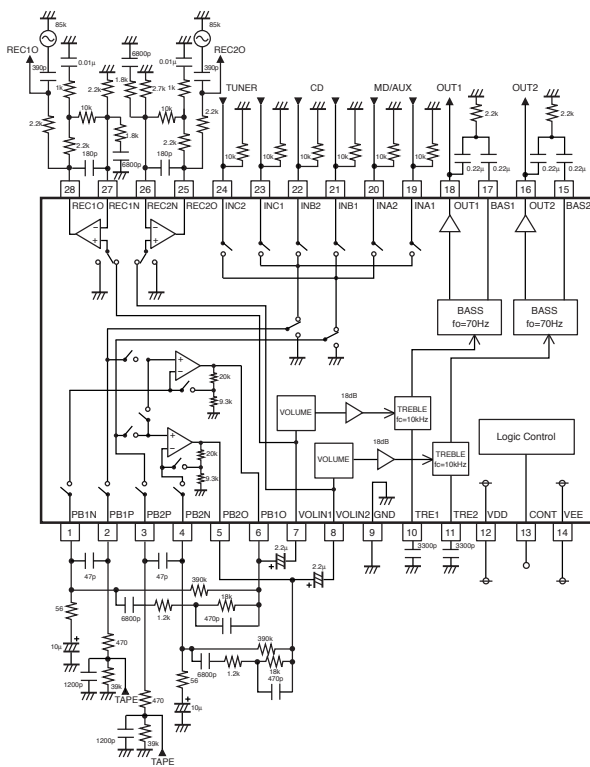 85k
85k
REC1O
REC2O
390p
0.01μ
6800p
0.01μ
390p
1k
2.2k
1.8k
2.7k
1k
TUNER
CD
MD/AUX
OUT1
OUT2
2.2k
10k
10k
2.2k
2.2k
2.2k
2.2k
1.8k
2.2k
180p
6800p
180p
10k
10k
10k
10k
10k
10k
0.22μ
0.22μ
0.22μ
0.22μ
28
27
26
25
24
23
22
21
20
19
18
17
16
15
REC1O
REC1N
REC2N
REC2O
INC2
INC1
INB2
INB1
INA2
INA1
OUT1
BAS1
OUT2
BAS2
BASS
fo=70Hz
BASS
fo=70Hz
20k
9.3k
VOLUME
18dB
TREBLE
fc=10kHz
Logic Control
20k
9.3k
VOLUME
18dB
TREBLE
fc=10kHz
PB1N
PB1P
PB2P
PB2N
PB2O
PB1O
VOLIN1
VOLIN2
GND
TRE1
TRE2
VDD
CONT
VEE
1
2
3
4
5
6
7
8
9
10
11
12
13
14
47p
47p
2.2μ
2.2μ
3300p
3300p
390k
56
6800p
1.2k
18k
470p
10μ
470
390k
6800p
1.2k
18k
470p
1200p
39k
TAPE
470
56
10μ
1200p
39k
TAPE